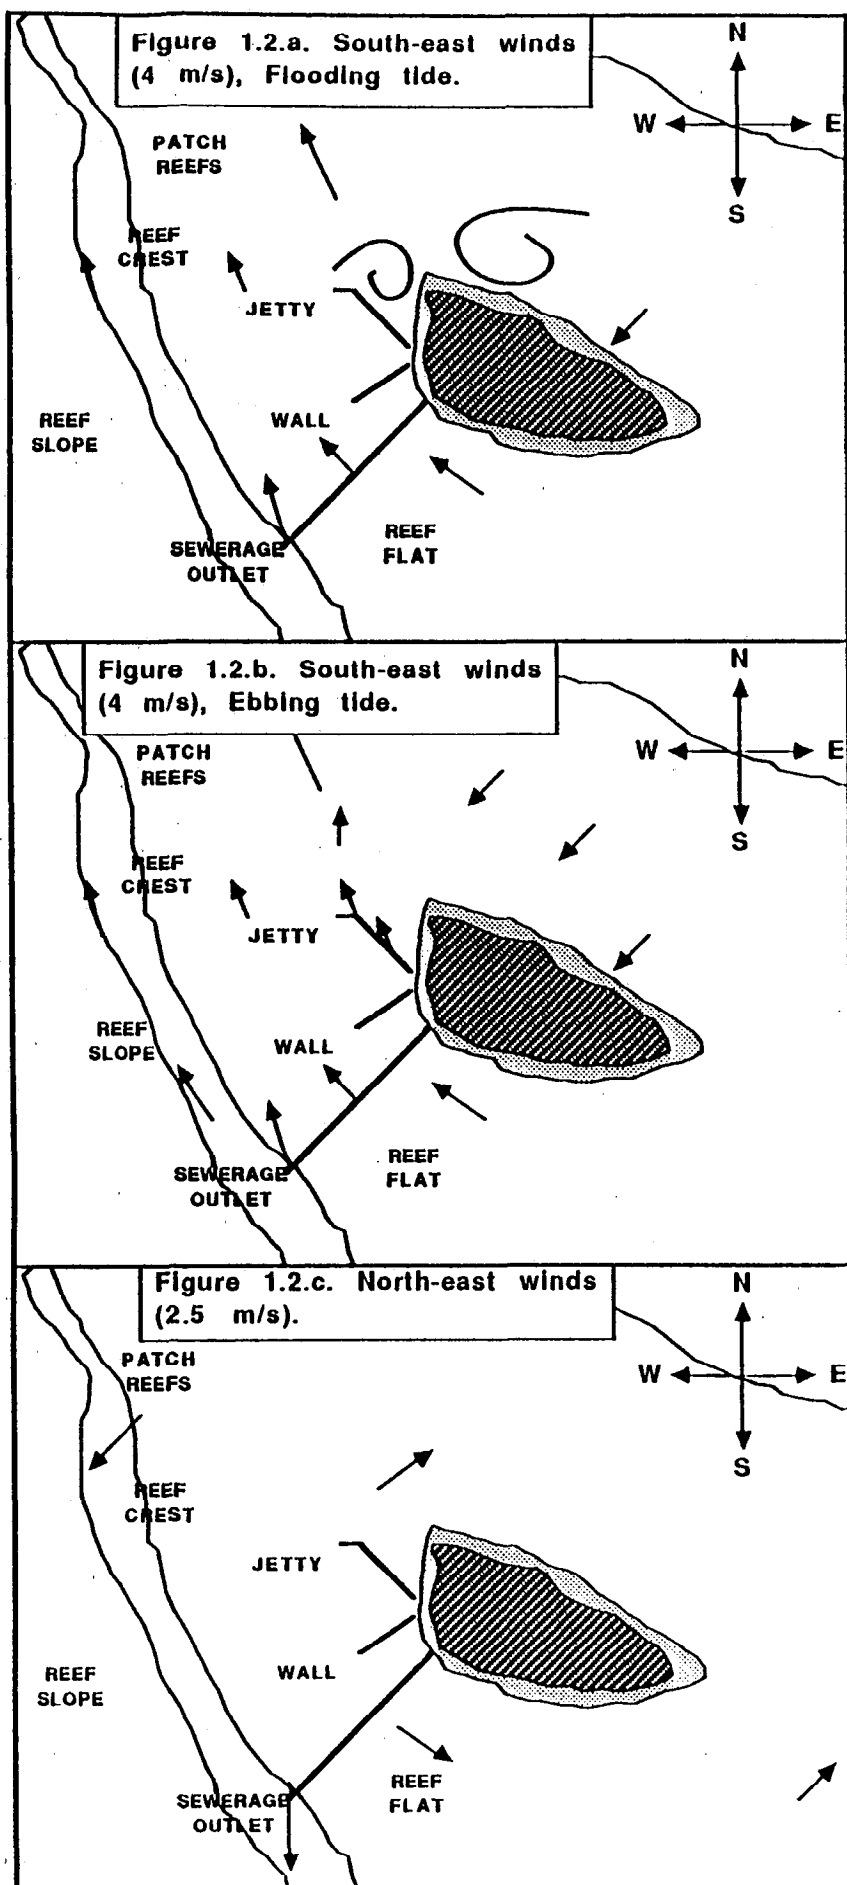 Figure 1.2.a. South-east winds
(4 m/s), Flooding tide.
N
W E
S
PATCH
REEFS
REEF
CREST
JETTY
WALL
REEF
SLOPE
REEF
FLAT
SEWERAGE
OUTLET
Figure 1.2.b. South-east winds
(4 m/s), Ebbing tide.
N
W E
S
PATCH
REEFS
REEF
CREST
JETTY
REEF
SLOPE
WALL
REEF
FLAT
SEWERAGE
OUTLET
Figure 1.2.c. North-east winds
(2.5 m/s).
N
W E
S
PATCH
REEFS
REEF
CREST
JETTY
WALL
REEF
SLOPE
REEF
FLAT
SEWERAGE
OUTLET